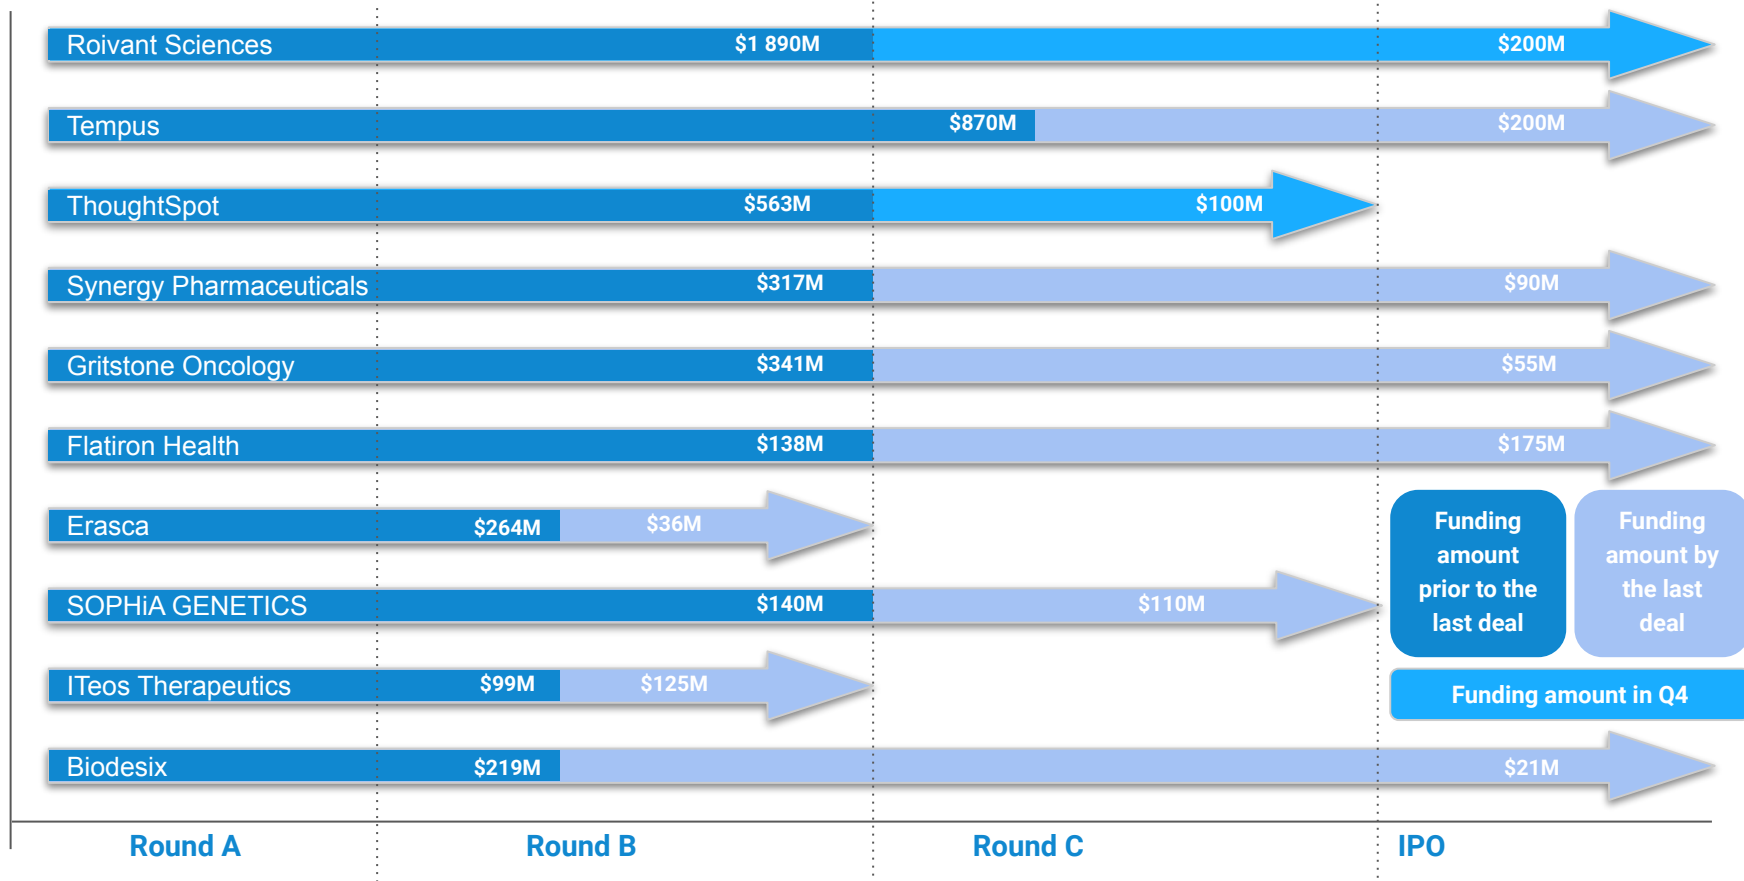 Roivant Sciences $1 890M $200M
Tempus $870M $200M
ThoughtSpot $563M $100M
Synergy Pharmaceuticals $317M $90M
Gritstone Oncology $341M $55M
Flatiron Health $138M $175M
Erasca $264M $36M
SOPHiA GENETICS $140M $110M
ITeos Therapeutics $99M $125M
Biodesix $219M $21M
Funding
amount
prior to the
last deal
Funding
amount by
the last
deal
Funding amount in Q4
Round A Round B Round C IPO